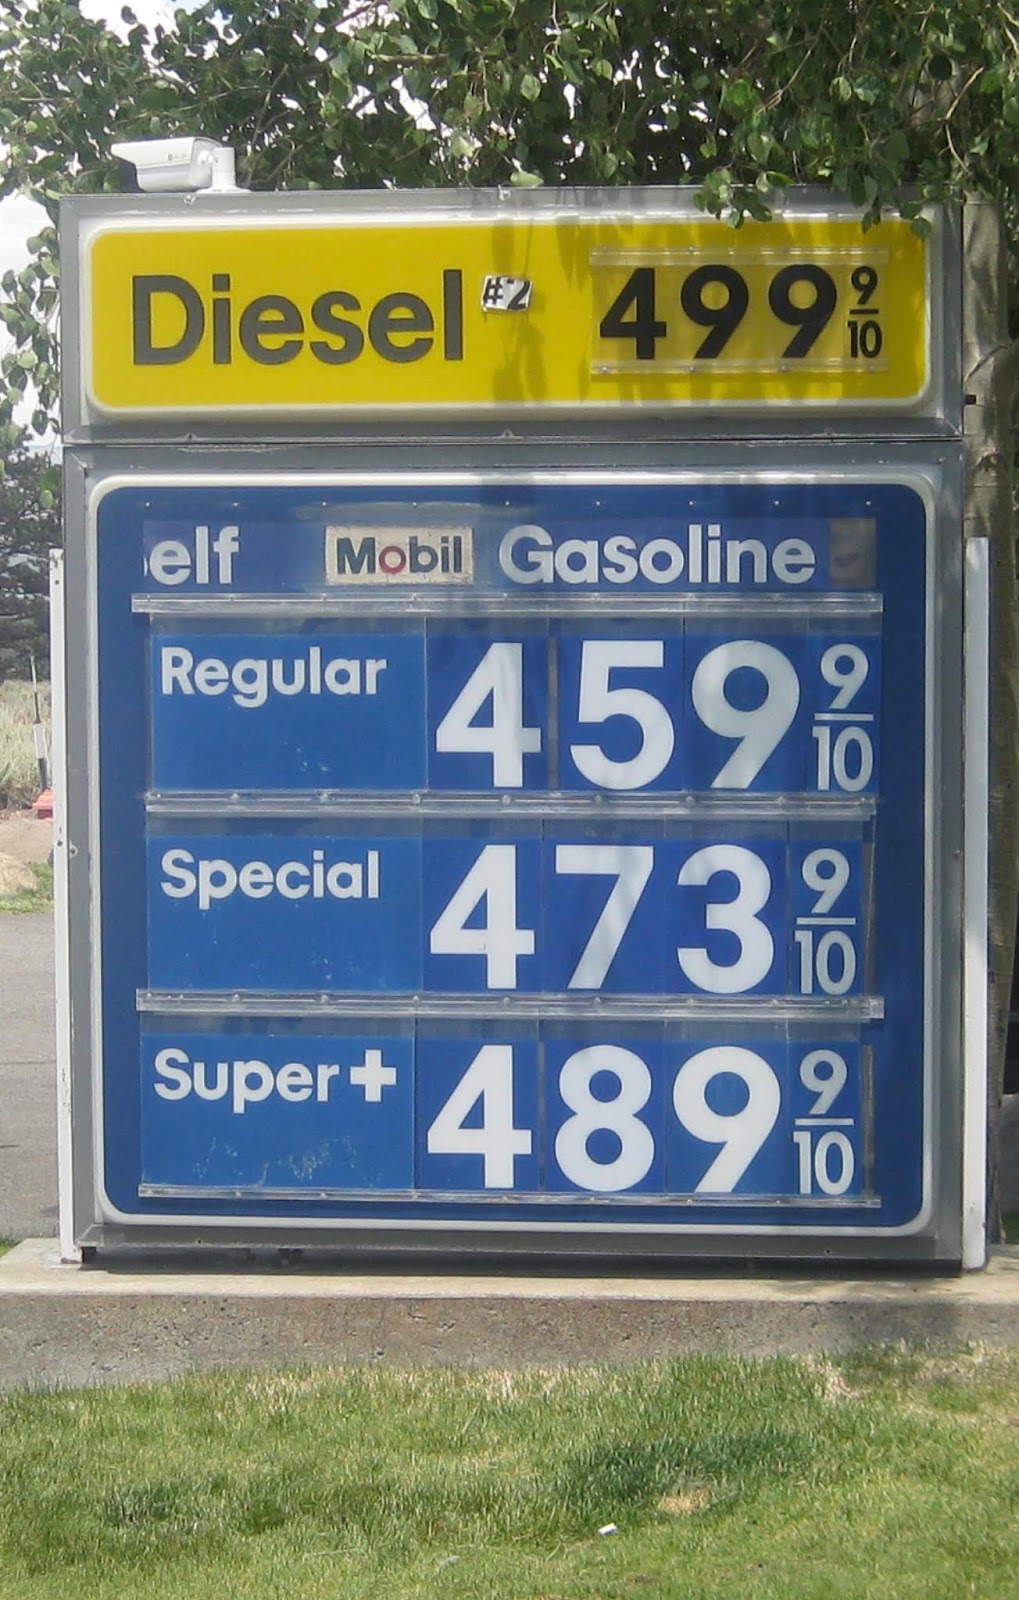 Diesel #2 499 9/10
elf Mobil Gasoline
Regular 459 9/10
Special 473 9/10
Super+ 489 9/10